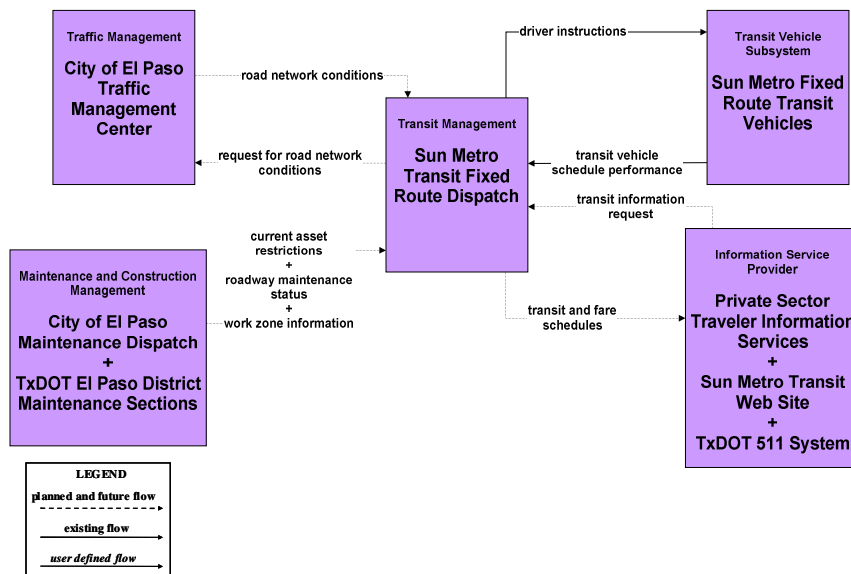 Traffic Management
City of El Paso
Traffic
Management
Center
road network conditions
request for road network
conditions
Transit Management
Sun Metro
Transit Fixed
Route Dispatch
driver instructions
Transit Vehicle
Subsystem
Sun Metro Fixed
Route Transit
Vehicles
transit vehicle
schedule performance
transit information
request
Maintenance and Construction
Management
City of El Paso
Maintenance Dispatch
+
TxDOT El Paso District
Maintenance Sections
current asset
restrictions
+
roadway maintenance
status
+
work zone information
transit and fare
schedules
Information Service
Provider
Private Sector
Traveler Information
Services
+
Sun Metro Transit
Web Site
+
TxDOT 511 System
LEGEND
planned and future flow
existing flow
user defined flow